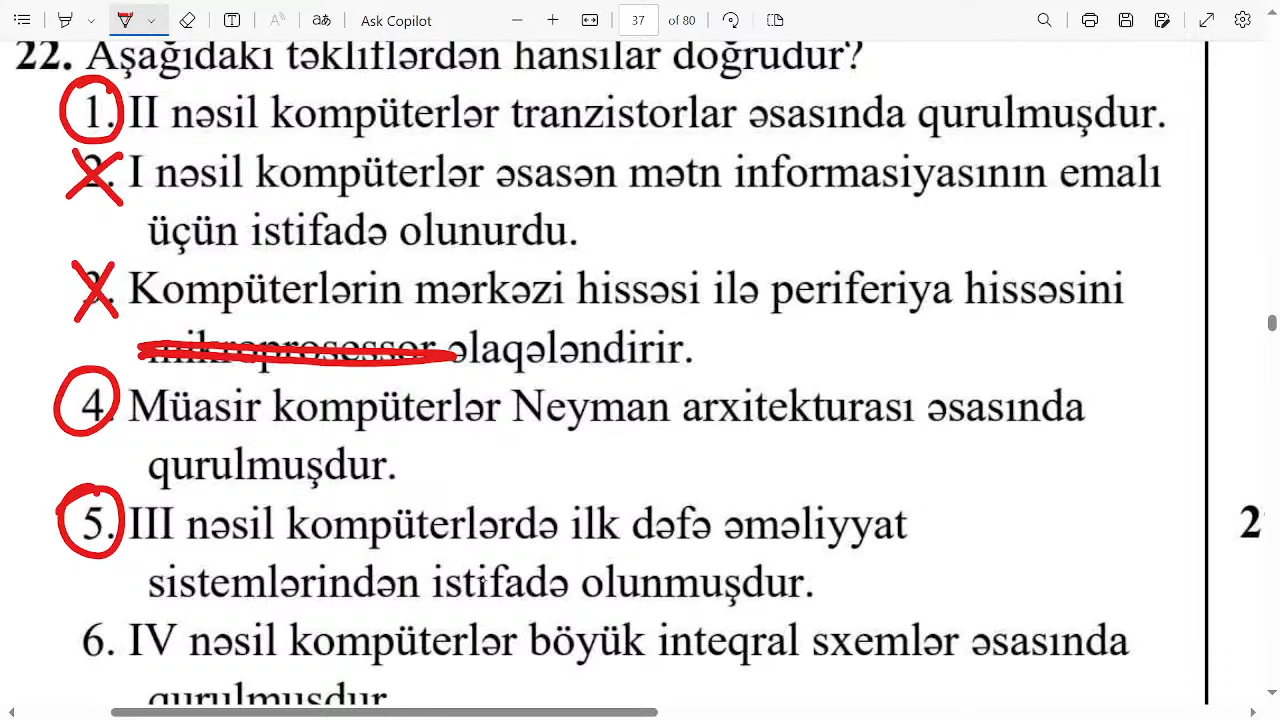 Ask Copilot
37 of 80
22. Aşağıdakı təkliflərdən hansılar doğrudur?
1. II nəsil kompüterlər tranzistorlar əsasında qurulmuşdur.
2. I nəsil kompüterlər əsasən mətn informasiyasının emalı
üçün istifadə olunurdu.
3. Kompüterlərin mərkəzi hissəsi ilə periferiya hissəsini
mikroprosessor əlaqələndirir.
4. Müasir kompüterlər Neyman arxitekturası əsasında
qurulmuşdur.
5. III nəsil kompüterlərdə ilk dəfə əməliyyat
sistemlərindən istifadə olunmuşdur.
2
6. IV nəsil kompüterlər böyük inteqral sxemlər əsasında
qurulmuşdur